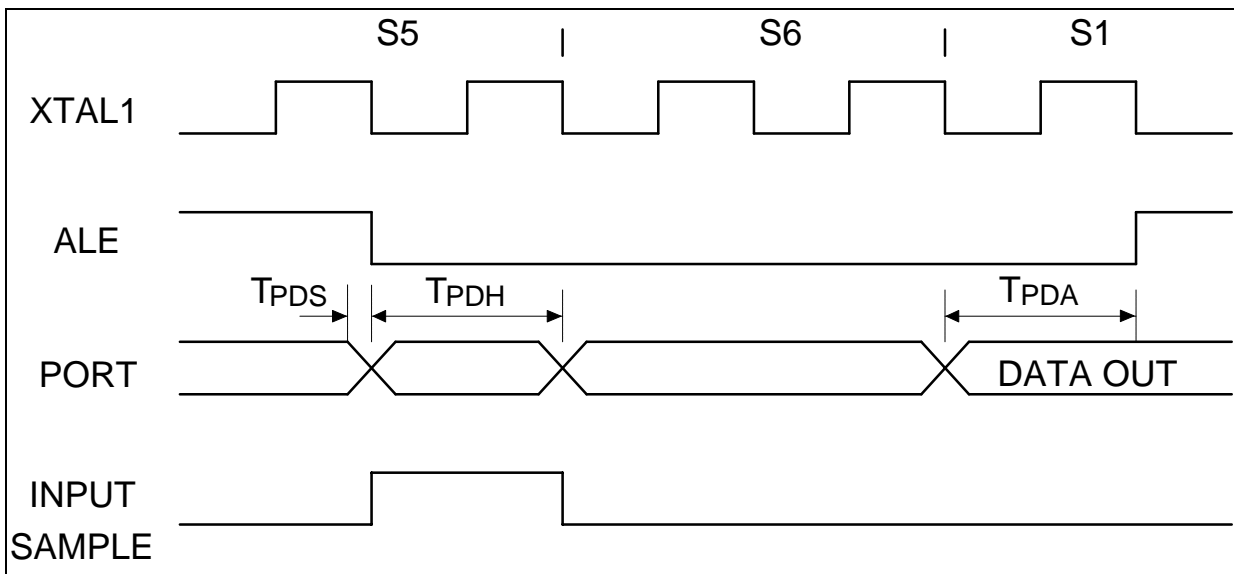 S5 S6 S1
XTAL1
ALE
TPDS TPDH TPDA
PORT DATA OUT
INPUT
SAMPLE